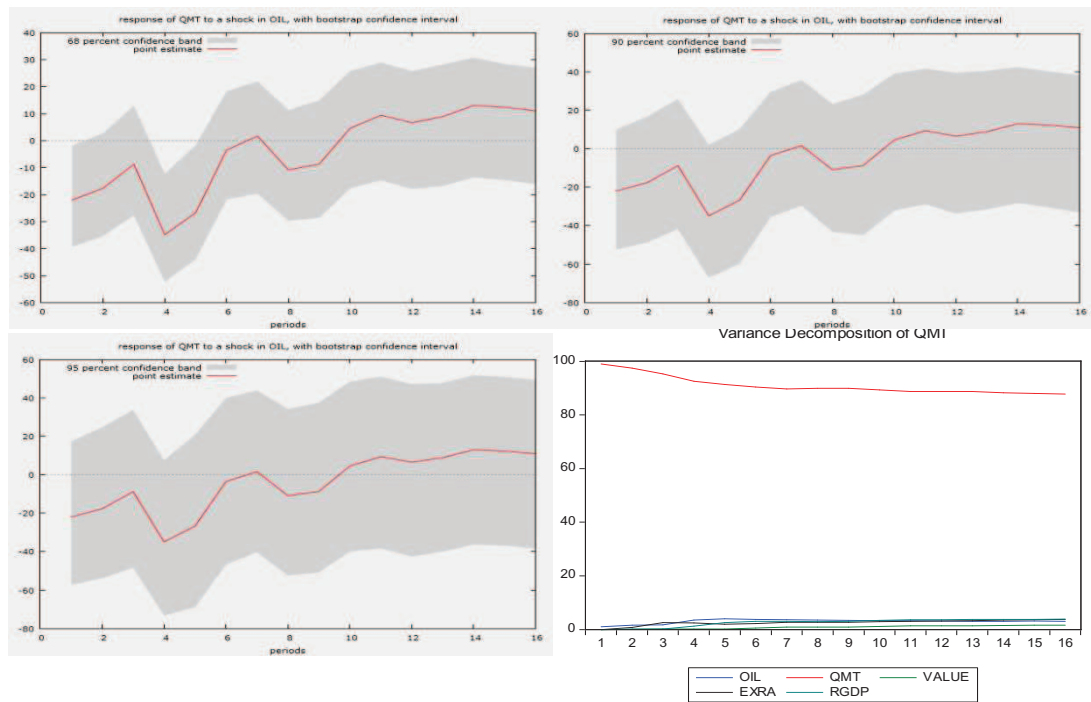 response of QMT to a shock in OIL, with bootstrap confidence interval
68 percent confidence band
point estimate
40
30
20
10
0
-10
-20
-30
-40
-50
-60
0 2 4 6 8 10 12 14 16
periods
response of QMT to a shock in OIL, with bootstrap confidence interval
90 percent confidence band
point estimate
60
40
20
0
-20
-40
-60
-80
0 2 4 6 8 10 12 14 16
periods
response of QMT to a shock in OIL, with bootstrap confidence interval
95 percent confidence band
point estimate
60
40
20
0
-20
-40
-60
-80
0 2 4 6 8 10 12 14 16
periods
Variance Decomposition of QMT
100
80
60
40
20
0
1 2 3 4 5 6 7 8 9 10 11 12 13 14 15 16
OIL QMT VALUE
EXRA RGDP